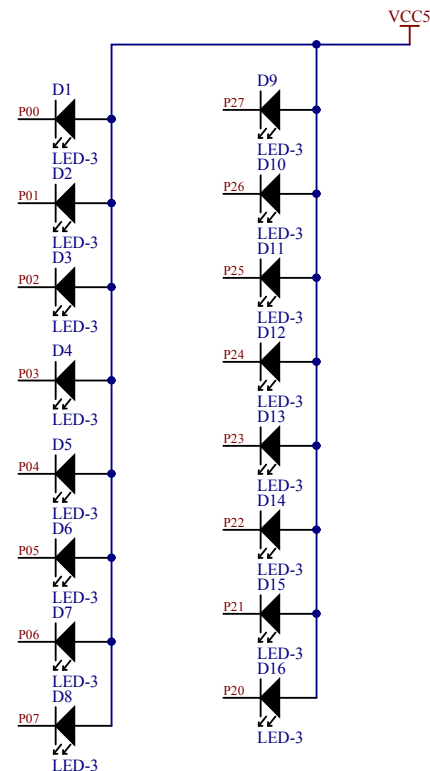 VCC5
D1
P00
LED-3
D2
P01
LED-3
D3
P02
LED-3
D4
P03
LED-3
D5
P04
LED-3
D6
P05
LED-3
D7
P06
LED-3
D8
P07
LED-3
D9
P27
LED-3
D10
P26
LED-3
D11
P25
LED-3
D12
P24
LED-3
D13
P23
LED-3
D14
P22
LED-3
D15
P21
LED-3
D16
P20
LED-3